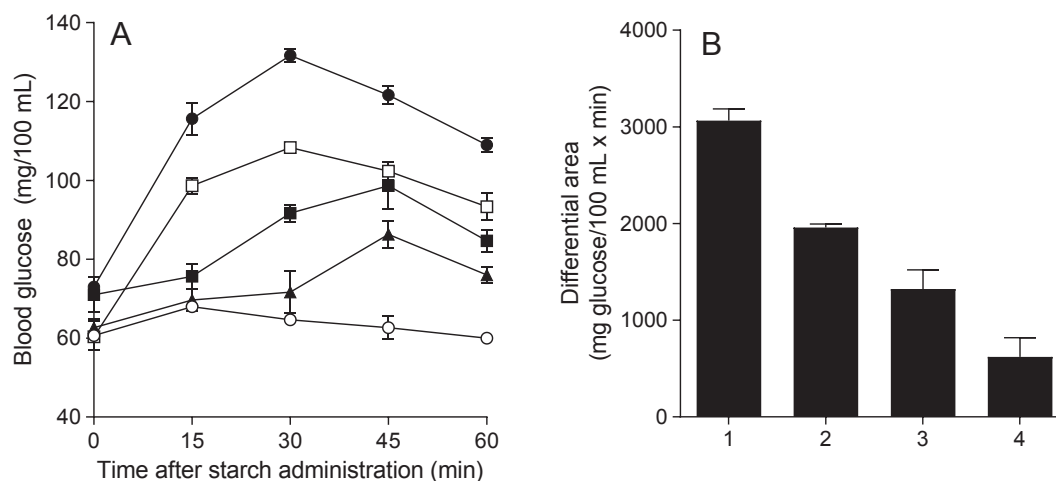 A
Blood glucose (mg/100 mL)
140
120
100
80
60
40
0 15 30 45 60
Time after starch administration (min)
B
Differential area
(mg glucose/100 mL x min)
4000
3000
2000
1000
0
1 2 3 4